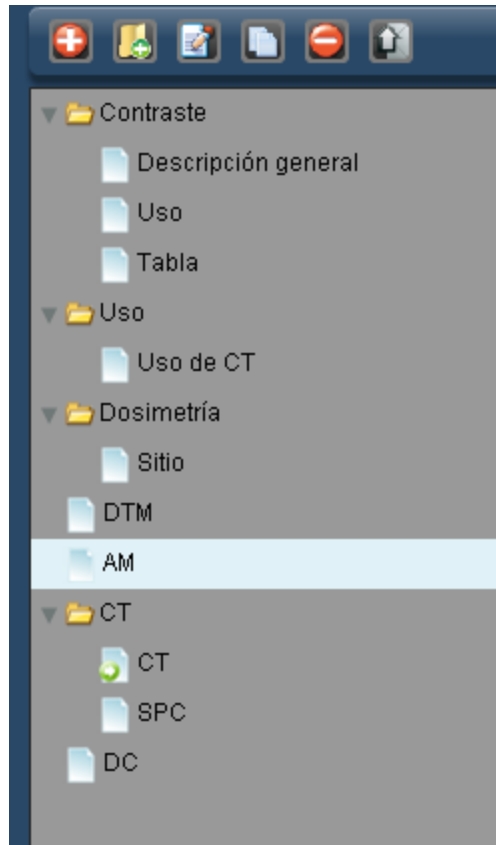 Contraste
Descripción general
Uso
Tabla
Uso
Uso de CT
Dosimetría
Sitio
DTM
AM
CT
CT
SPC
DC